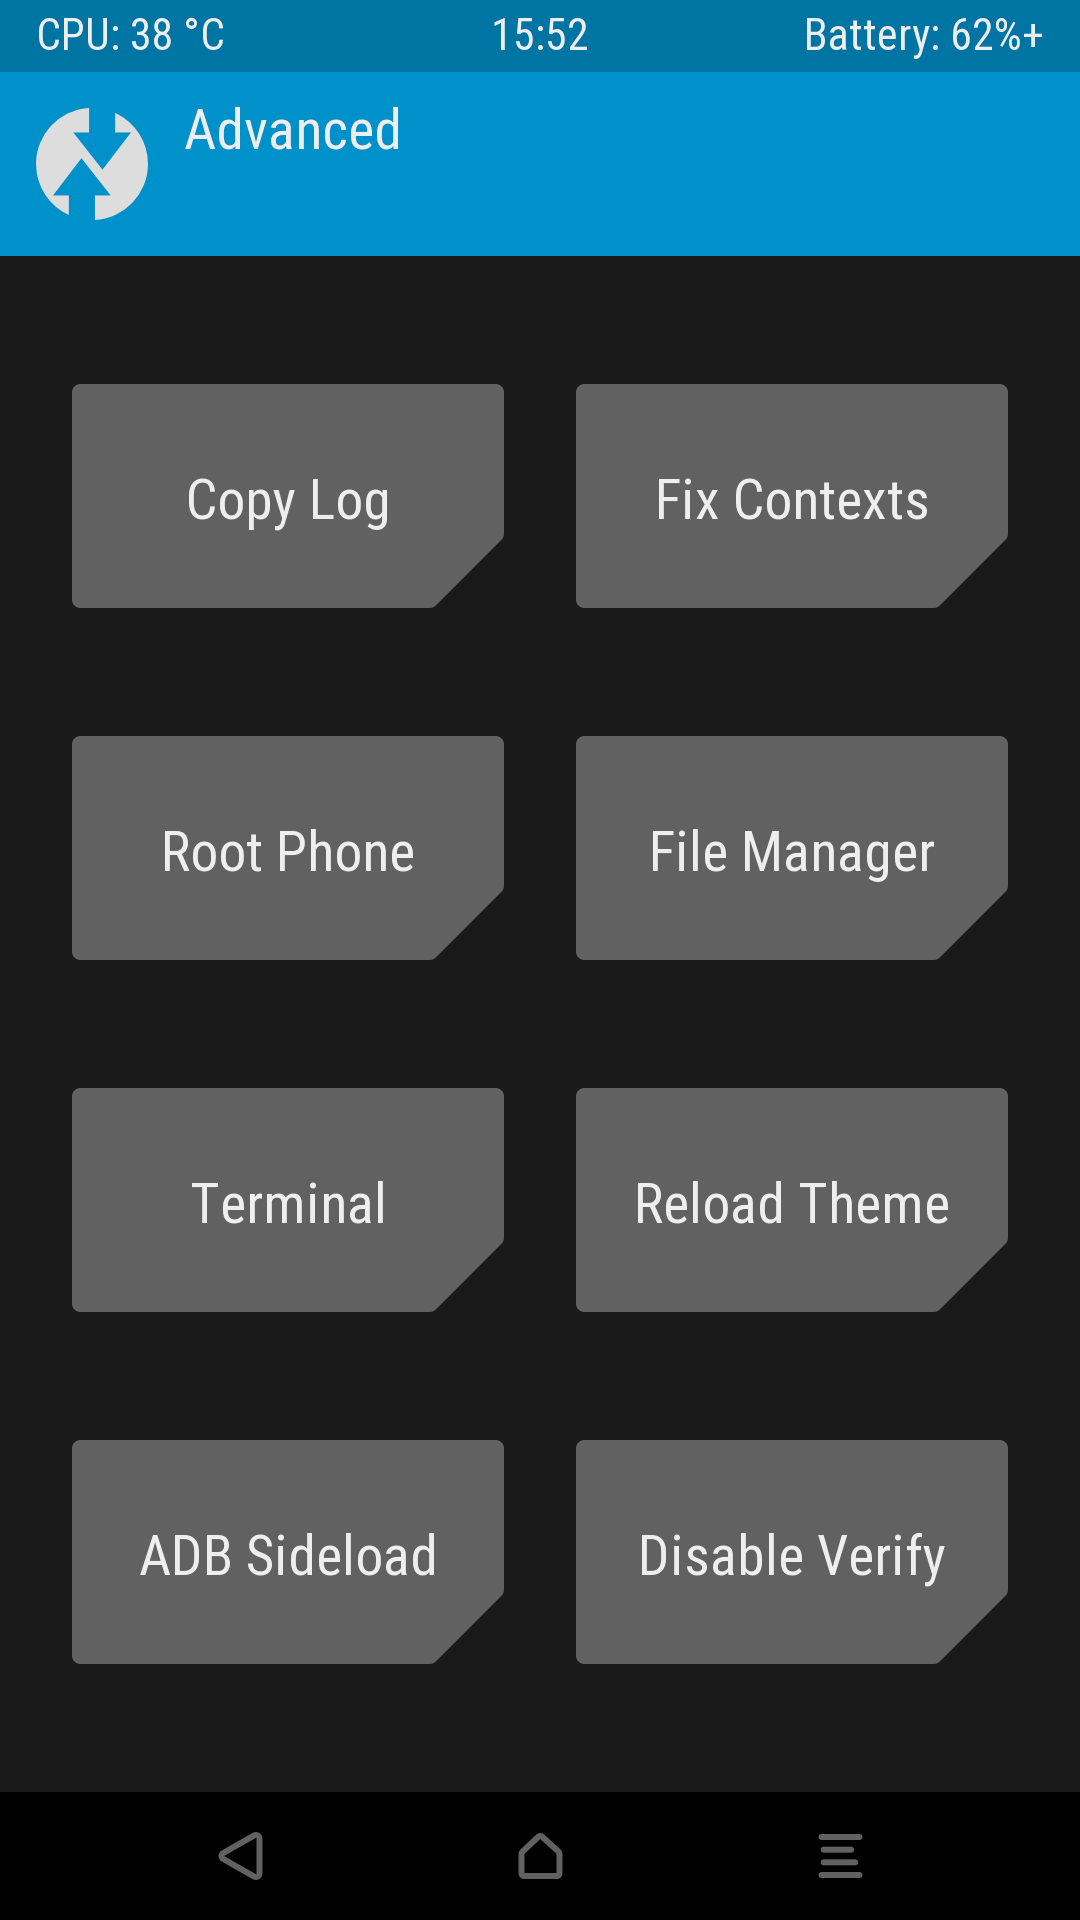 CPU: 38 °C 15:52 Battery: 62%+
Advanced
Copy Log Fix Contexts
Root Phone File Manager
Terminal Reload Theme
ADB Sideload Disable Verify